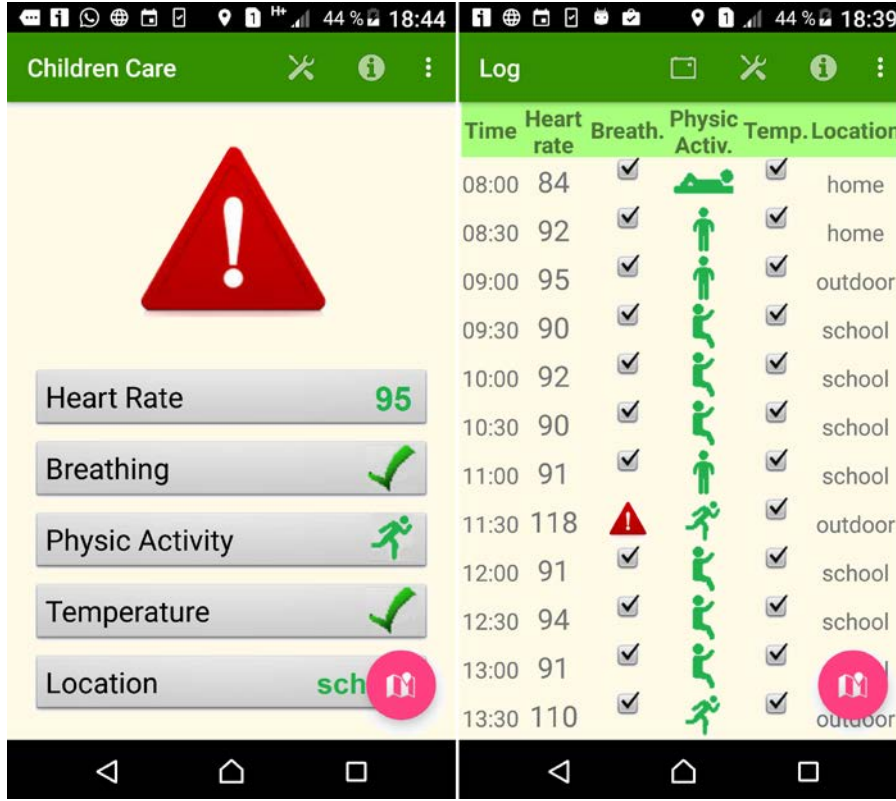 44 % 18:44
Children Care
Heart Rate 95
Breathing
Physic Activity
Temperature
Location sch
1 44 % 18:39
Log
Time Heart rate Breath. Physic Activ. Temp. Location
08:00 84 home
08:30 92 home
09:00 95 outdoor
09:30 90 school
10:00 92 school
10:30 90 school
11:00 91 school
11:30 118 outdoor
12:00 91 school
12:30 94 school
13:00 91
13:30 110 outdoor